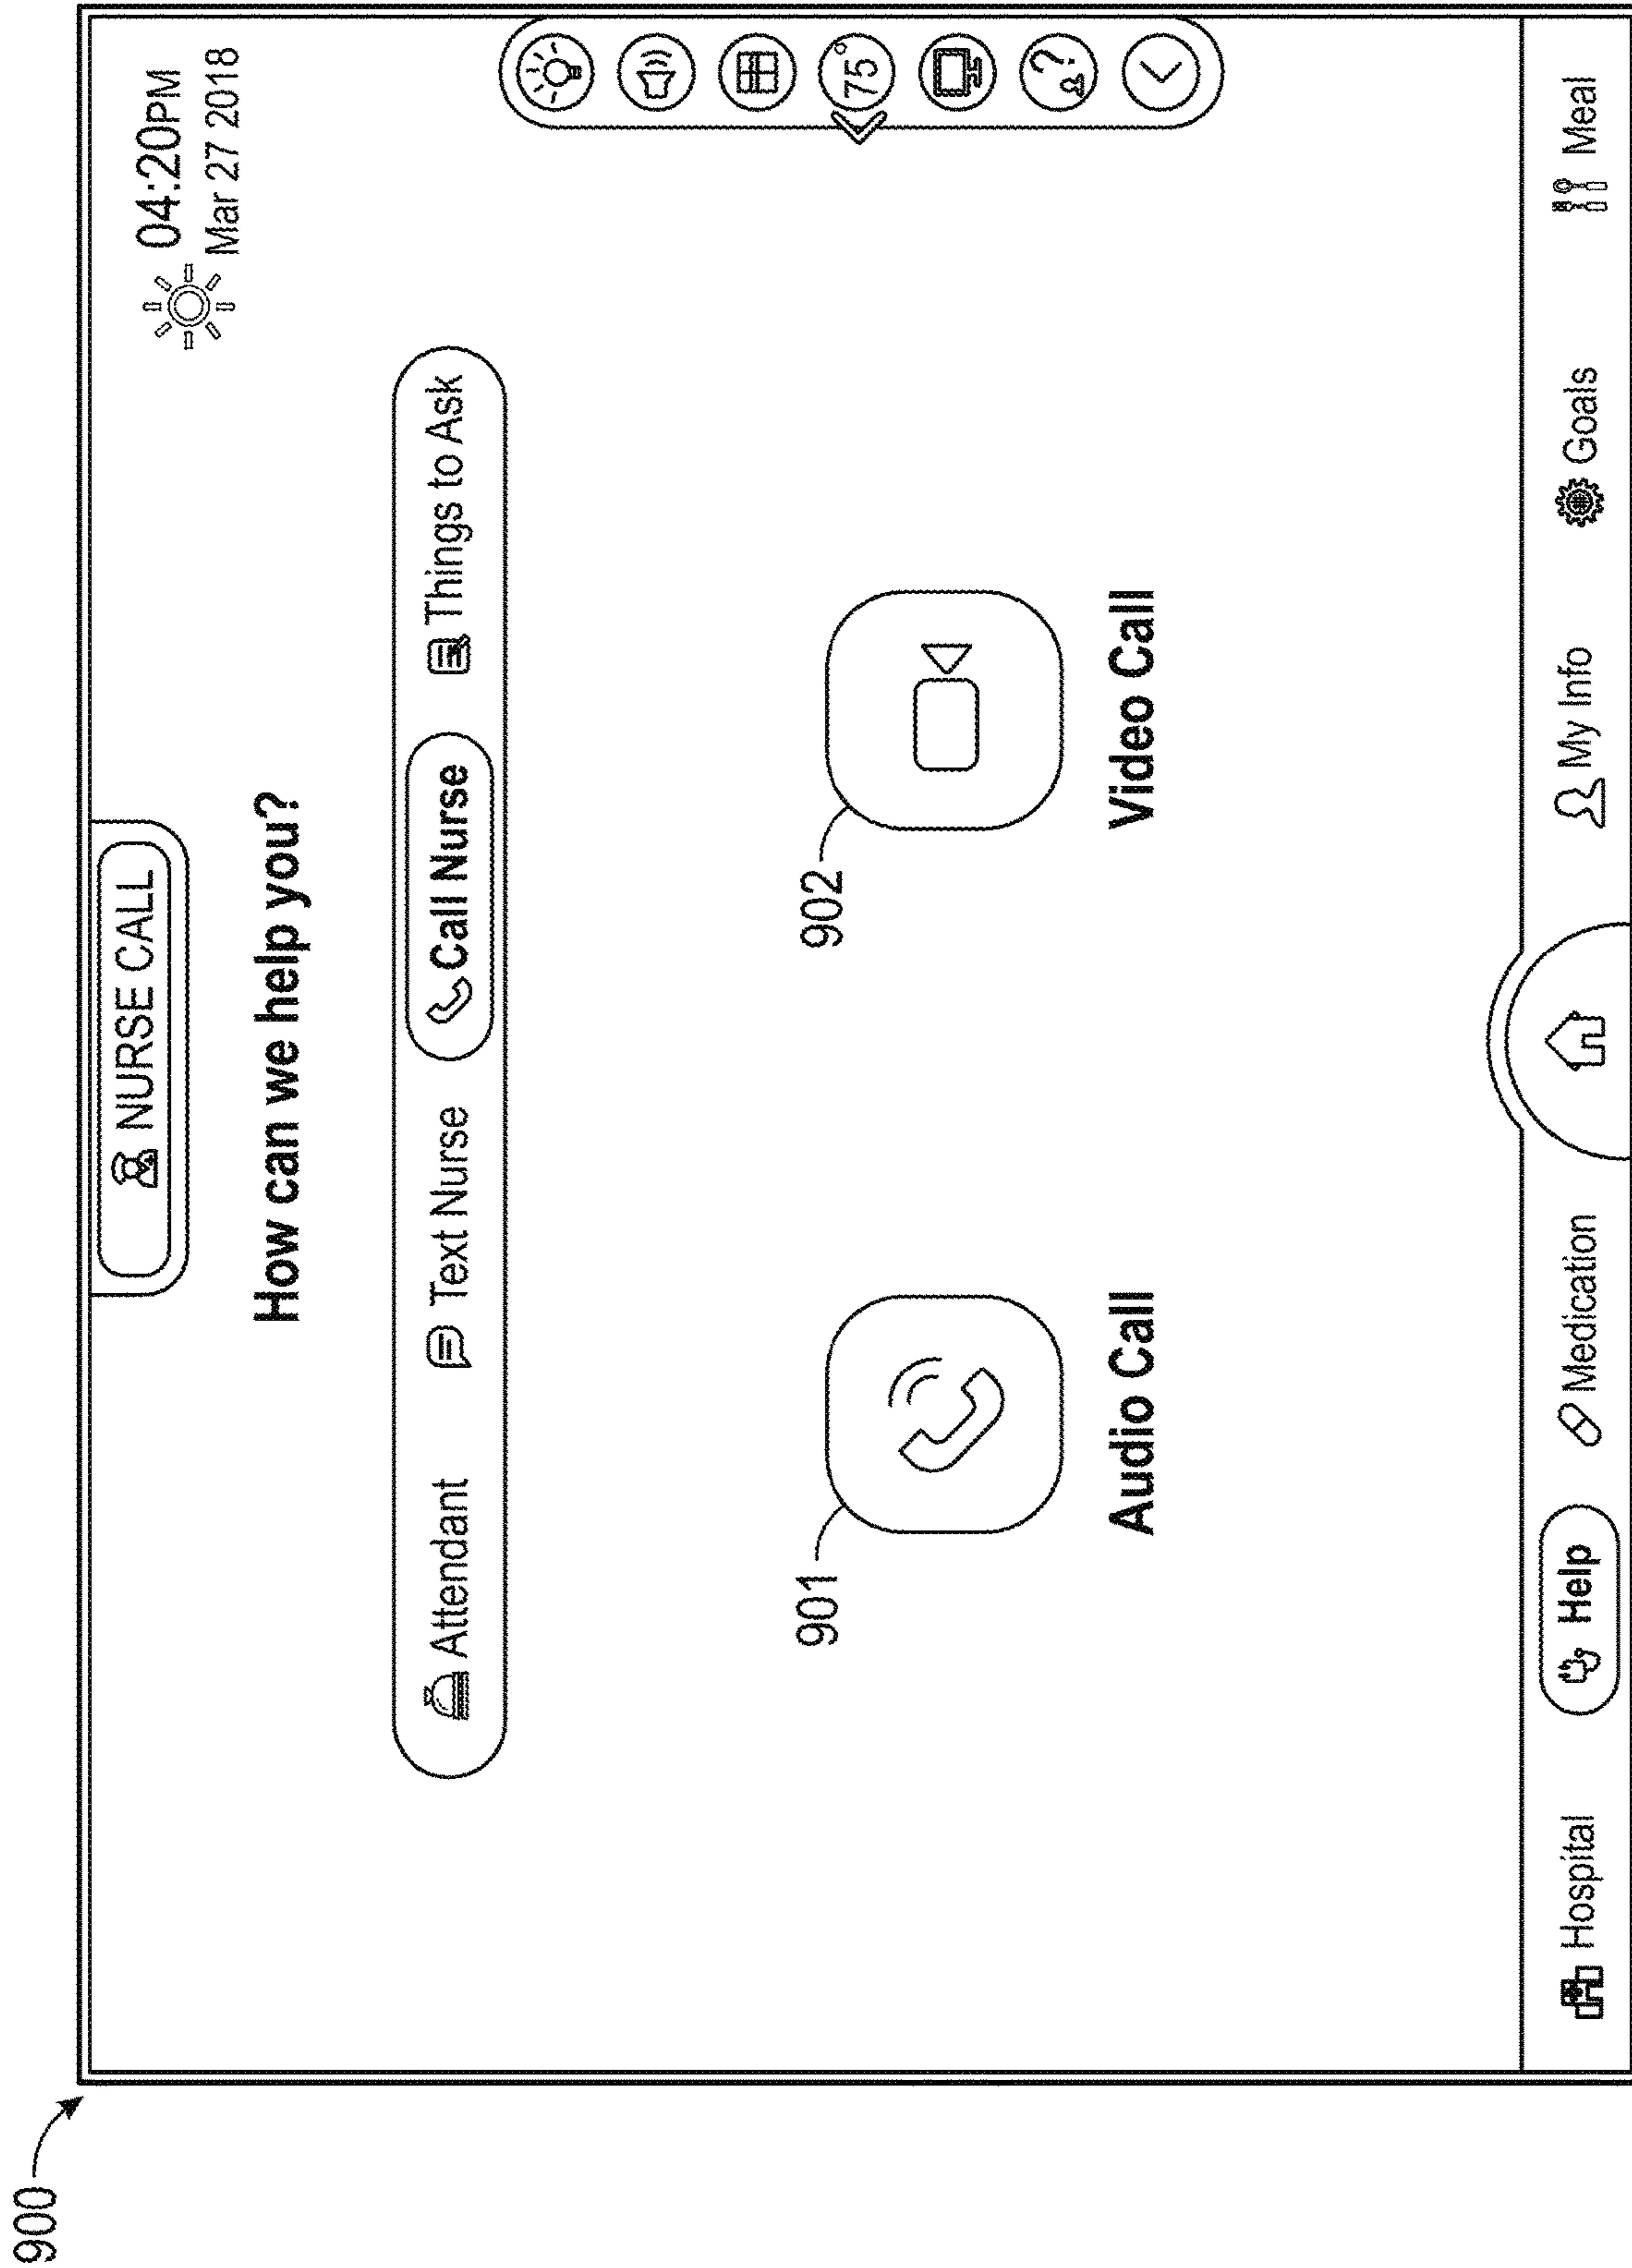 900
NURSE CALL
04:20PM
Mar 27 2018
How can we help you?
Attendant Text Nurse Call Nurse Things to Ask
75°
?
901
902
Audio Call Video Call
Hospital Help Medication My Info Goals Meal